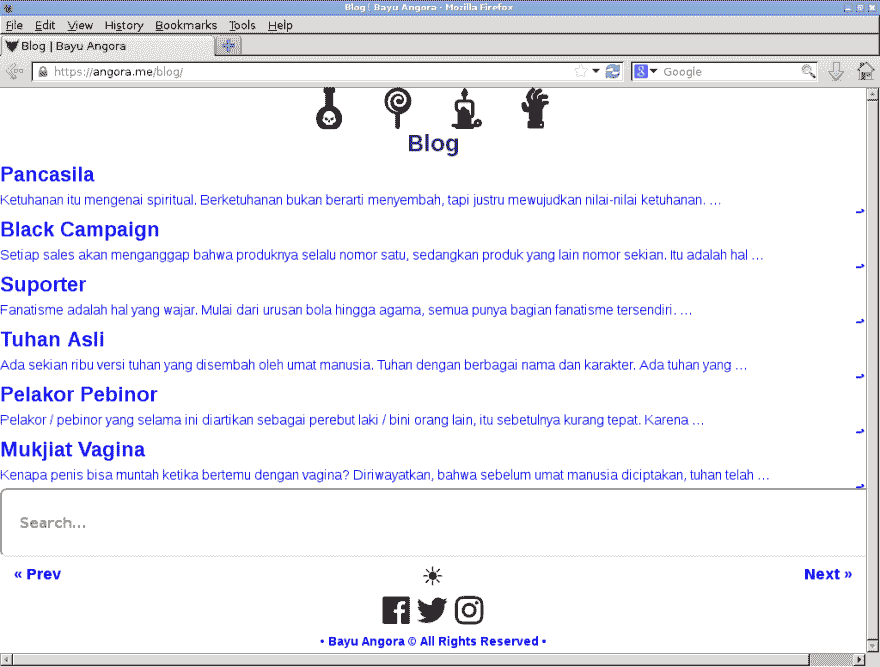 Blog | Bayu Angora - Mozilla Firefox
File Edit View History Bookmarks Tools Help
Blog | Bayu Angora
https://angora.me/blog/
Google
Blog
Pancasila
Ketuhanan itu mengenai spiritual. Berketuhanan bukan berarti menyembah, tapi justru mewujudkan nilai-nilai ketuhanan. ...
Black Campaign
Setiap sales akan menganggap bahwa produknya selalu nomor satu, sedangkan produk yang lain nomor sekian. Itu adalah hal ...
Suporter
Fanatisme adalah hal yang wajar. Mulai dari urusan bola hingga agama, semua punya bagian fanatisme tersendiri. ...
Tuhan Asli
Ada sekian ribu versi tuhan yang disembah oleh umat manusia. Tuhan dengan berbagai nama dan karakter. Ada tuhan yang ...
Pelakor Pebinor
Pelakor / pebinor yang selama ini diartikan sebagai perebut laki / bini orang lain, itu sebetulnya kurang tepat. Karena ...
Mukjiat Vagina
Kenapa penis bisa muntah ketika bertemu dengan vagina? Diriwayatkan, bahwa sebelum umat manusia diciptakan, tuhan telah ...
Search...
« Prev
Next »
• Bayu Angora © All Rights Reserved •